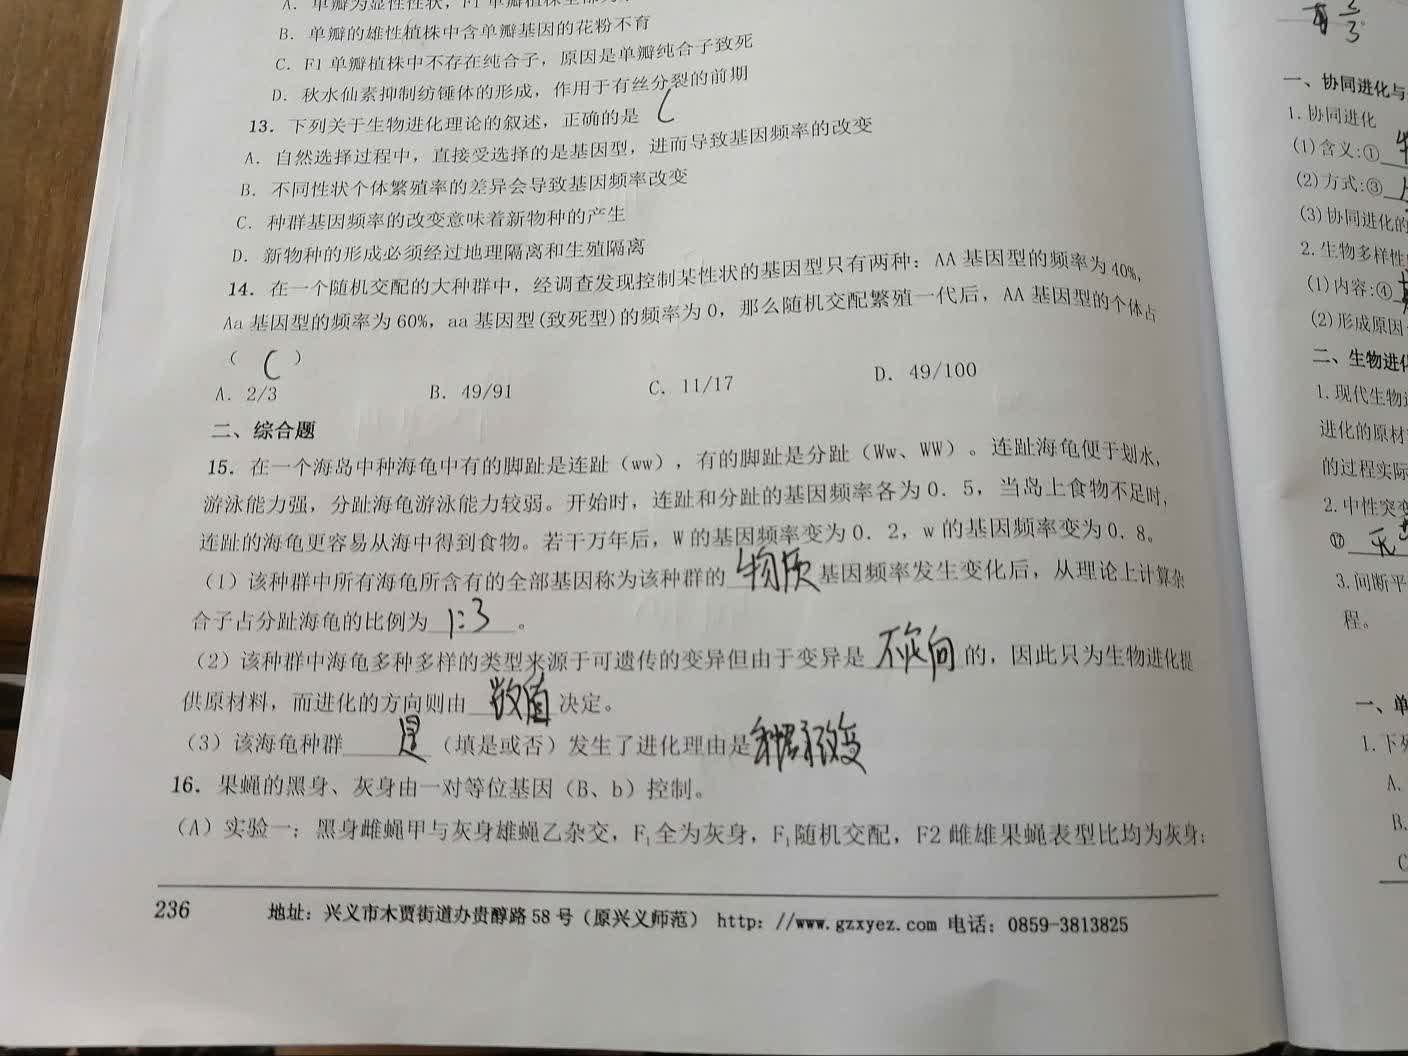 A. 单瓣为显性性状，F1 单瓣植株
B. 单瓣的雄性植株中含单瓣基因的花粉不育
C. F1 单瓣植株中不存在纯合子，原因是单瓣纯合子致死
D. 秋水仙素抑制纺锤体的形成，作用于有丝分裂的前期
13. 下列关于生物进化理论的叙述，正确的是 C
A. 自然选择过程中，直接受选择的是基因型，进而导致基因频率的改变
B. 不同性状个体繁殖率的差异会导致基因频率改变
C. 种群基因频率的改变意味着新物种的产生
D. 新物种的形成必须经过地理隔离和生殖隔离
14. 在一个随机交配的大种群中，经调查发现控制某性状的基因型只有两种：AA 基因型的频率为 40%,
Aa 基因型的频率为 60%，aa 基因型(致死型)的频率为 0，那么随机交配繁殖一代后，AA 基因型的个体占
（ C ）
A. 2/3 B. 49/91 C. 11/17 D. 49/100
二、综合题
15. 在一个海岛中种海龟中有的脚趾是连趾（ww），有的脚趾是分趾（Ww、WW）。连趾海龟便于划水，
游泳能力强，分趾海龟游泳能力较弱。开始时，连趾和分趾的基因频率各为 0. 5，当岛上食物不足时，
连趾的海龟更容易从海中得到食物。若干万年后，W 的基因频率变为 0. 2，w 的基因频率变为 0. 8。
（1）该种群中所有海龟所含有的全部基因称为该种群的 物质 基因频率发生变化后，从理论上计算杂
合子占分趾海龟的比例为 1:3 。
（2）该种群中海龟多种多样的类型来源于可遗传的变异但由于变异是 不定向 的，因此只为生物进化提
供原材料，而进化的方向则由 数值 决定。
（3）该海龟种群 是 （填是或否）发生了进化理由是 改变
16. 果蝇的黑身、灰身由一对等位基因（B、b）控制。
（A）实验一：黑身雌蝇甲与灰身雄蝇乙杂交，F1全为灰身，F1随机交配，F2 雌雄果蝇表型比均为灰身:
236 地址：兴义市木贾街道办贵醇路 58 号（原兴义师范） http: //www.gzxyez.com 电话：0859-3813825
一、协同进化与
1. 协同进化
(1)含义:①
(2)方式:③
(3)协同进化的
2. 生物多样性
(1)内容:④
(2)形成原因
二、生物进化
1. 现代生物进
进化的原材
的过程实际
2. 中性突变
⑰ 无
3. 间断平
程。
一、单
1. 下列
A.
B.
C